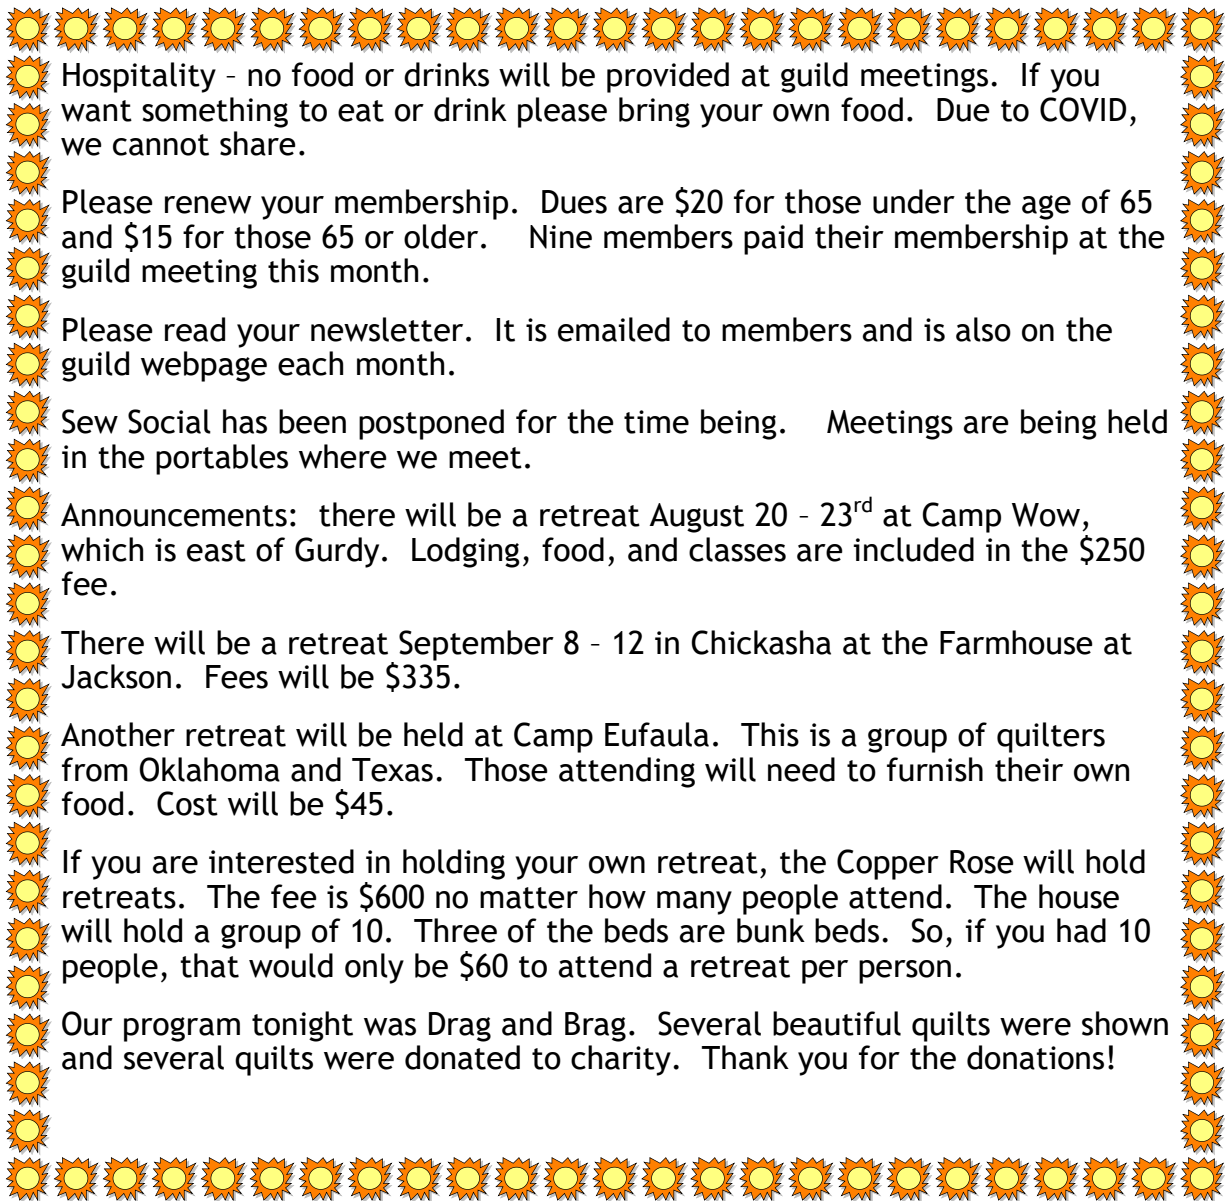 Hospitality – no food or drinks will be provided at guild meetings.  If you
want something to eat or drink please bring your own food.  Due to COVID,
we cannot share.
Please renew your membership.  Dues are $20 for those under the age of 65
and $15 for those 65 or older.   Nine members paid their membership at the
guild meeting this month.
Please read your newsletter.  It is emailed to members and is also on the
guild webpage each month.
Sew Social has been postponed for the time being.   Meetings are being held
in the portables where we meet.
Announcements:  there will be a retreat August 20 – 23rd at Camp Wow,
which is east of Gurdy.  Lodging, food, and classes are included in the $250
fee.
There will be a retreat September 8 – 12 in Chickasha at the Farmhouse at
Jackson.  Fees will be $335.
Another retreat will be held at Camp Eufaula.  This is a group of quilters
from Oklahoma and Texas.  Those attending will need to furnish their own
food.  Cost will be $45.
If you are interested in holding your own retreat, the Copper Rose will hold
retreats.  The fee is $600 no matter how many people attend.  The house
will hold a group of 10.  Three of the beds are bunk beds.  So, if you had 10
people, that would only be $60 to attend a retreat per person.
Our program tonight was Drag and Brag.  Several beautiful quilts were shown
and several quilts were donated to charity.  Thank you for the donations!